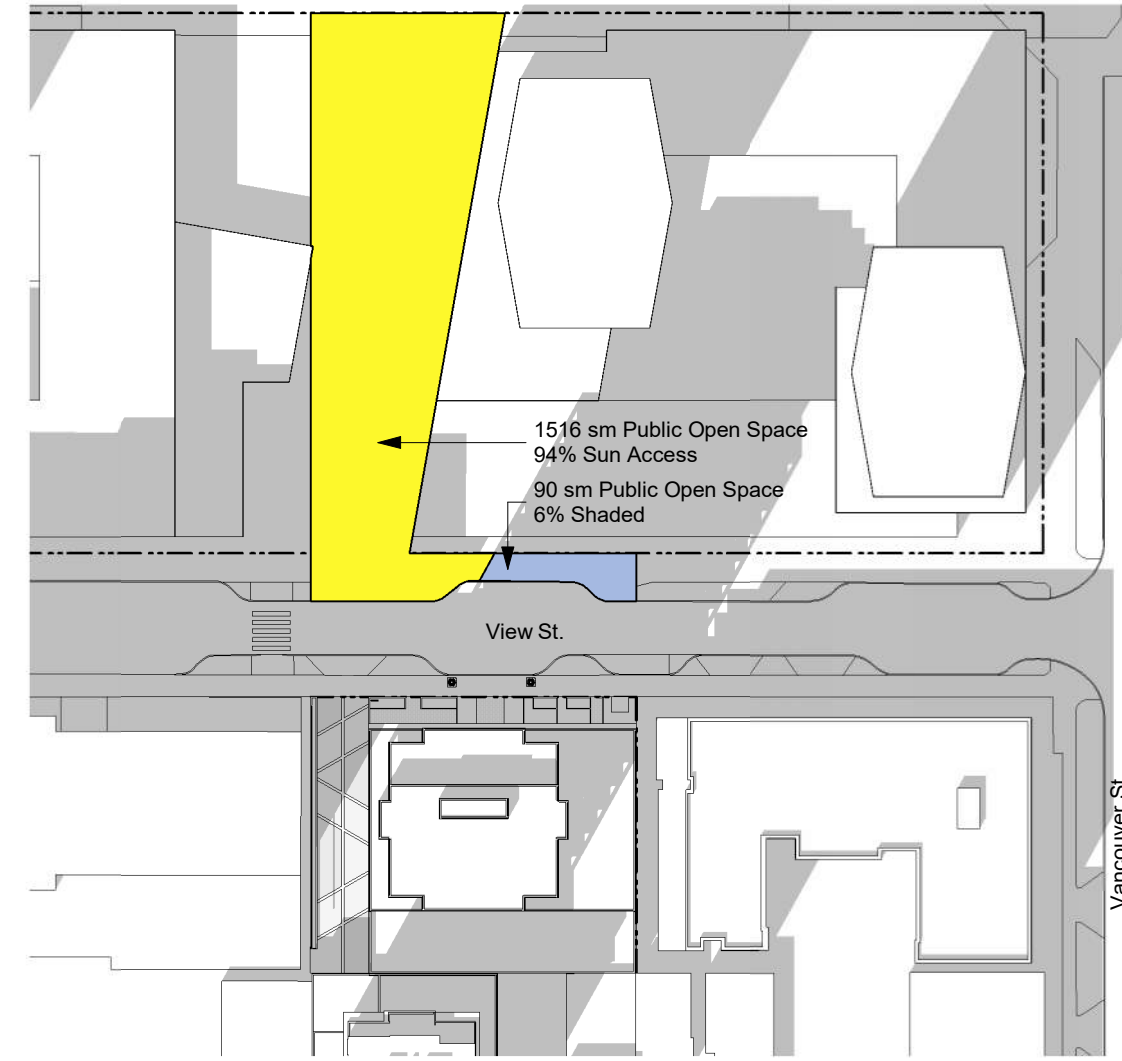 1516 sm Public Open Space
94% Sun Access
90 sm Public Open Space
6% Shaded
View St.
Vancouver St.